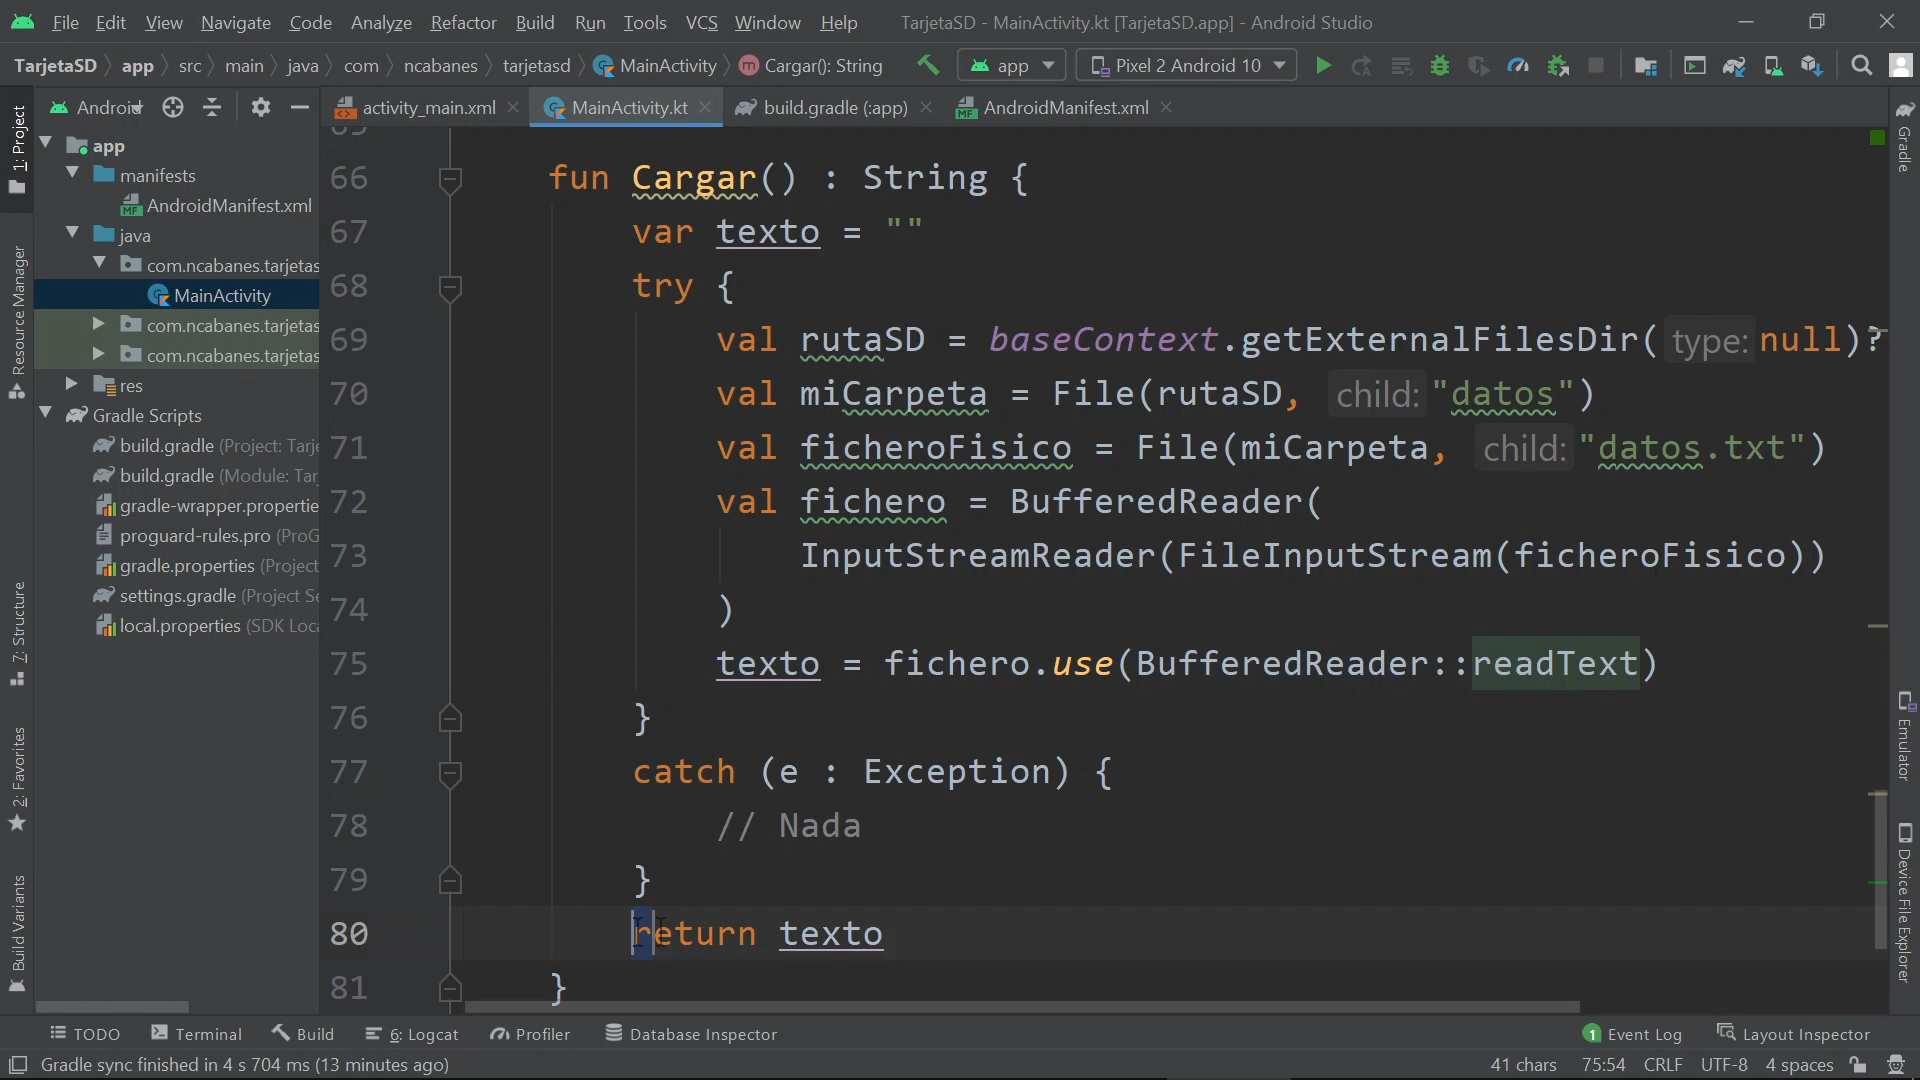 File Edit View Navigate Code Analyze Refactor Build Run Tools VCS Window Help TarjetaSD - MainActivity.kt [TarjetaSD.app] - Android Studio
TarjetaSD app src main java com ncabanes tarjetasd MainActivity Cargar(): String app Pixel 2 Android 10
Android activity_main.xml MainActivity.kt build.gradle (:app) AndroidManifest.xml
1: Project
Resource Manager
7: Structure
2: Favorites
Build Variants
app
manifests
AndroidManifest.xml
java
com.ncabanes.tarjetas
MainActivity
com.ncabanes.tarjetas
com.ncabanes.tarjetas
res
Gradle Scripts
build.gradle (Project: Tarje
build.gradle (Module: Tar
gradle-wrapper.propertie
proguard-rules.pro (ProG
gradle.properties (Project
settings.gradle (Project Se
local.properties (SDK Loca
66 fun Cargar() : String {
67 var texto = ""
68 try {
69 val rutaSD = baseContext.getExternalFilesDir( type: null)?
70 val miCarpeta = File(rutaSD, child: "datos")
71 val ficheroFisico = File(miCarpeta, child: "datos.txt")
72 val fichero = BufferedReader(
73 InputStreamReader(FileInputStream(ficheroFisico))
74 )
75 texto = fichero.use(BufferedReader::readText)
76 }
77 catch (e : Exception) {
78 // Nada
79 }
80 return texto
81 }
Gradle
Emulator
Device File Explorer
TODO Terminal Build 6: Logcat Profiler Database Inspector 1 Event Log Layout Inspector
Gradle sync finished in 4 s 704 ms (13 minutes ago) 41 chars 75:54 CRLF UTF-8 4 spaces